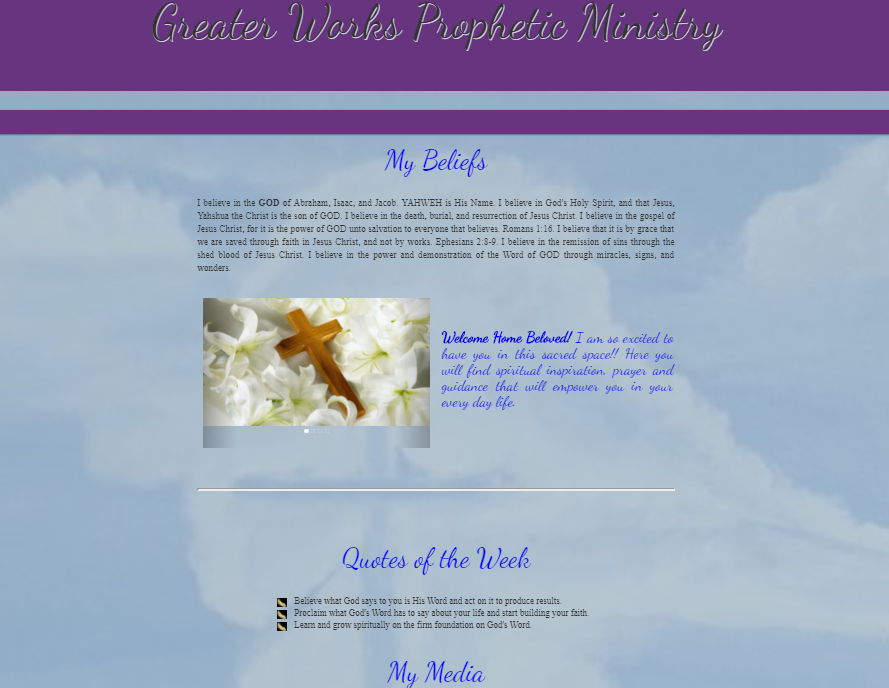 Greater Works Prophetic Ministry
My Beliefs
I believe in the GOD of Abraham, Isaac, and Jacob. YAHWEH is His Name. I believe in God's Holy Spirit, and that Jesus,
Yahshua the Christ is the son of GOD. I believe in the death, burial, and resurrection of Jesus Christ. I believe in the gospel of
Jesus Christ, for it is the power of GOD unto salvation to everyone that believes. Romans 1:16. I believe that it is by grace that
we are saved through faith in Jesus Christ, and not by works. Ephesians 2:8-9. I believe in the remission of sins through the
shed blood of Jesus Christ. I believe in the power and demonstration of the Word of GOD through miracles, signs, and
wonders.
Welcome Home Beloved! I am so excited to
have you in this sacred space!! Here you
will find spiritual inspiration, prayer and
guidance that will empower you in your
every day life.
Quotes of the Week
Believe what God says to you is His Word and act on it to produce results.
Proclaim what God's Word has to say about your life and start building your faith.
Learn and grow spiritually on the firm foundation on God's Word.
My Media